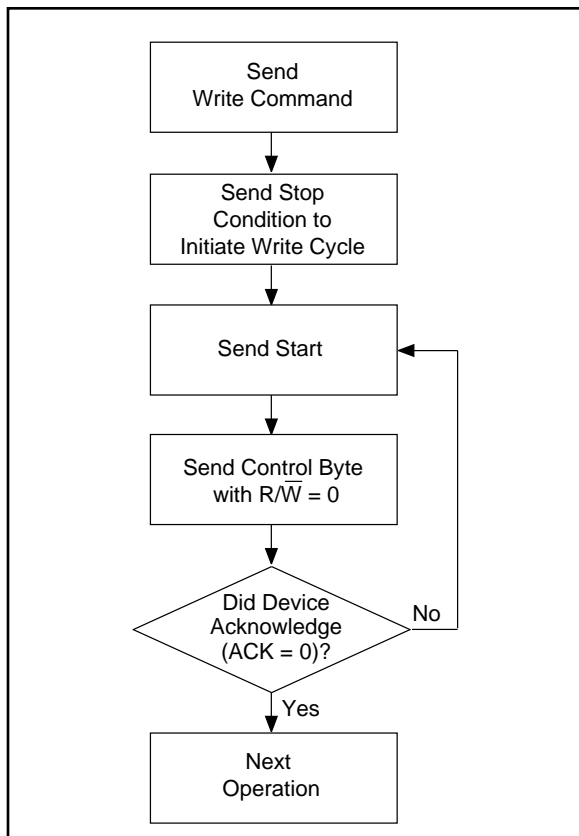 Send
Write Command
Send Stop
Condition to
Initiate Write Cycle
Send Start
Send Control Byte
with R/W̅ = 0
Did Device
Acknowledge
(ACK = 0)?
No
Yes
Next
Operation